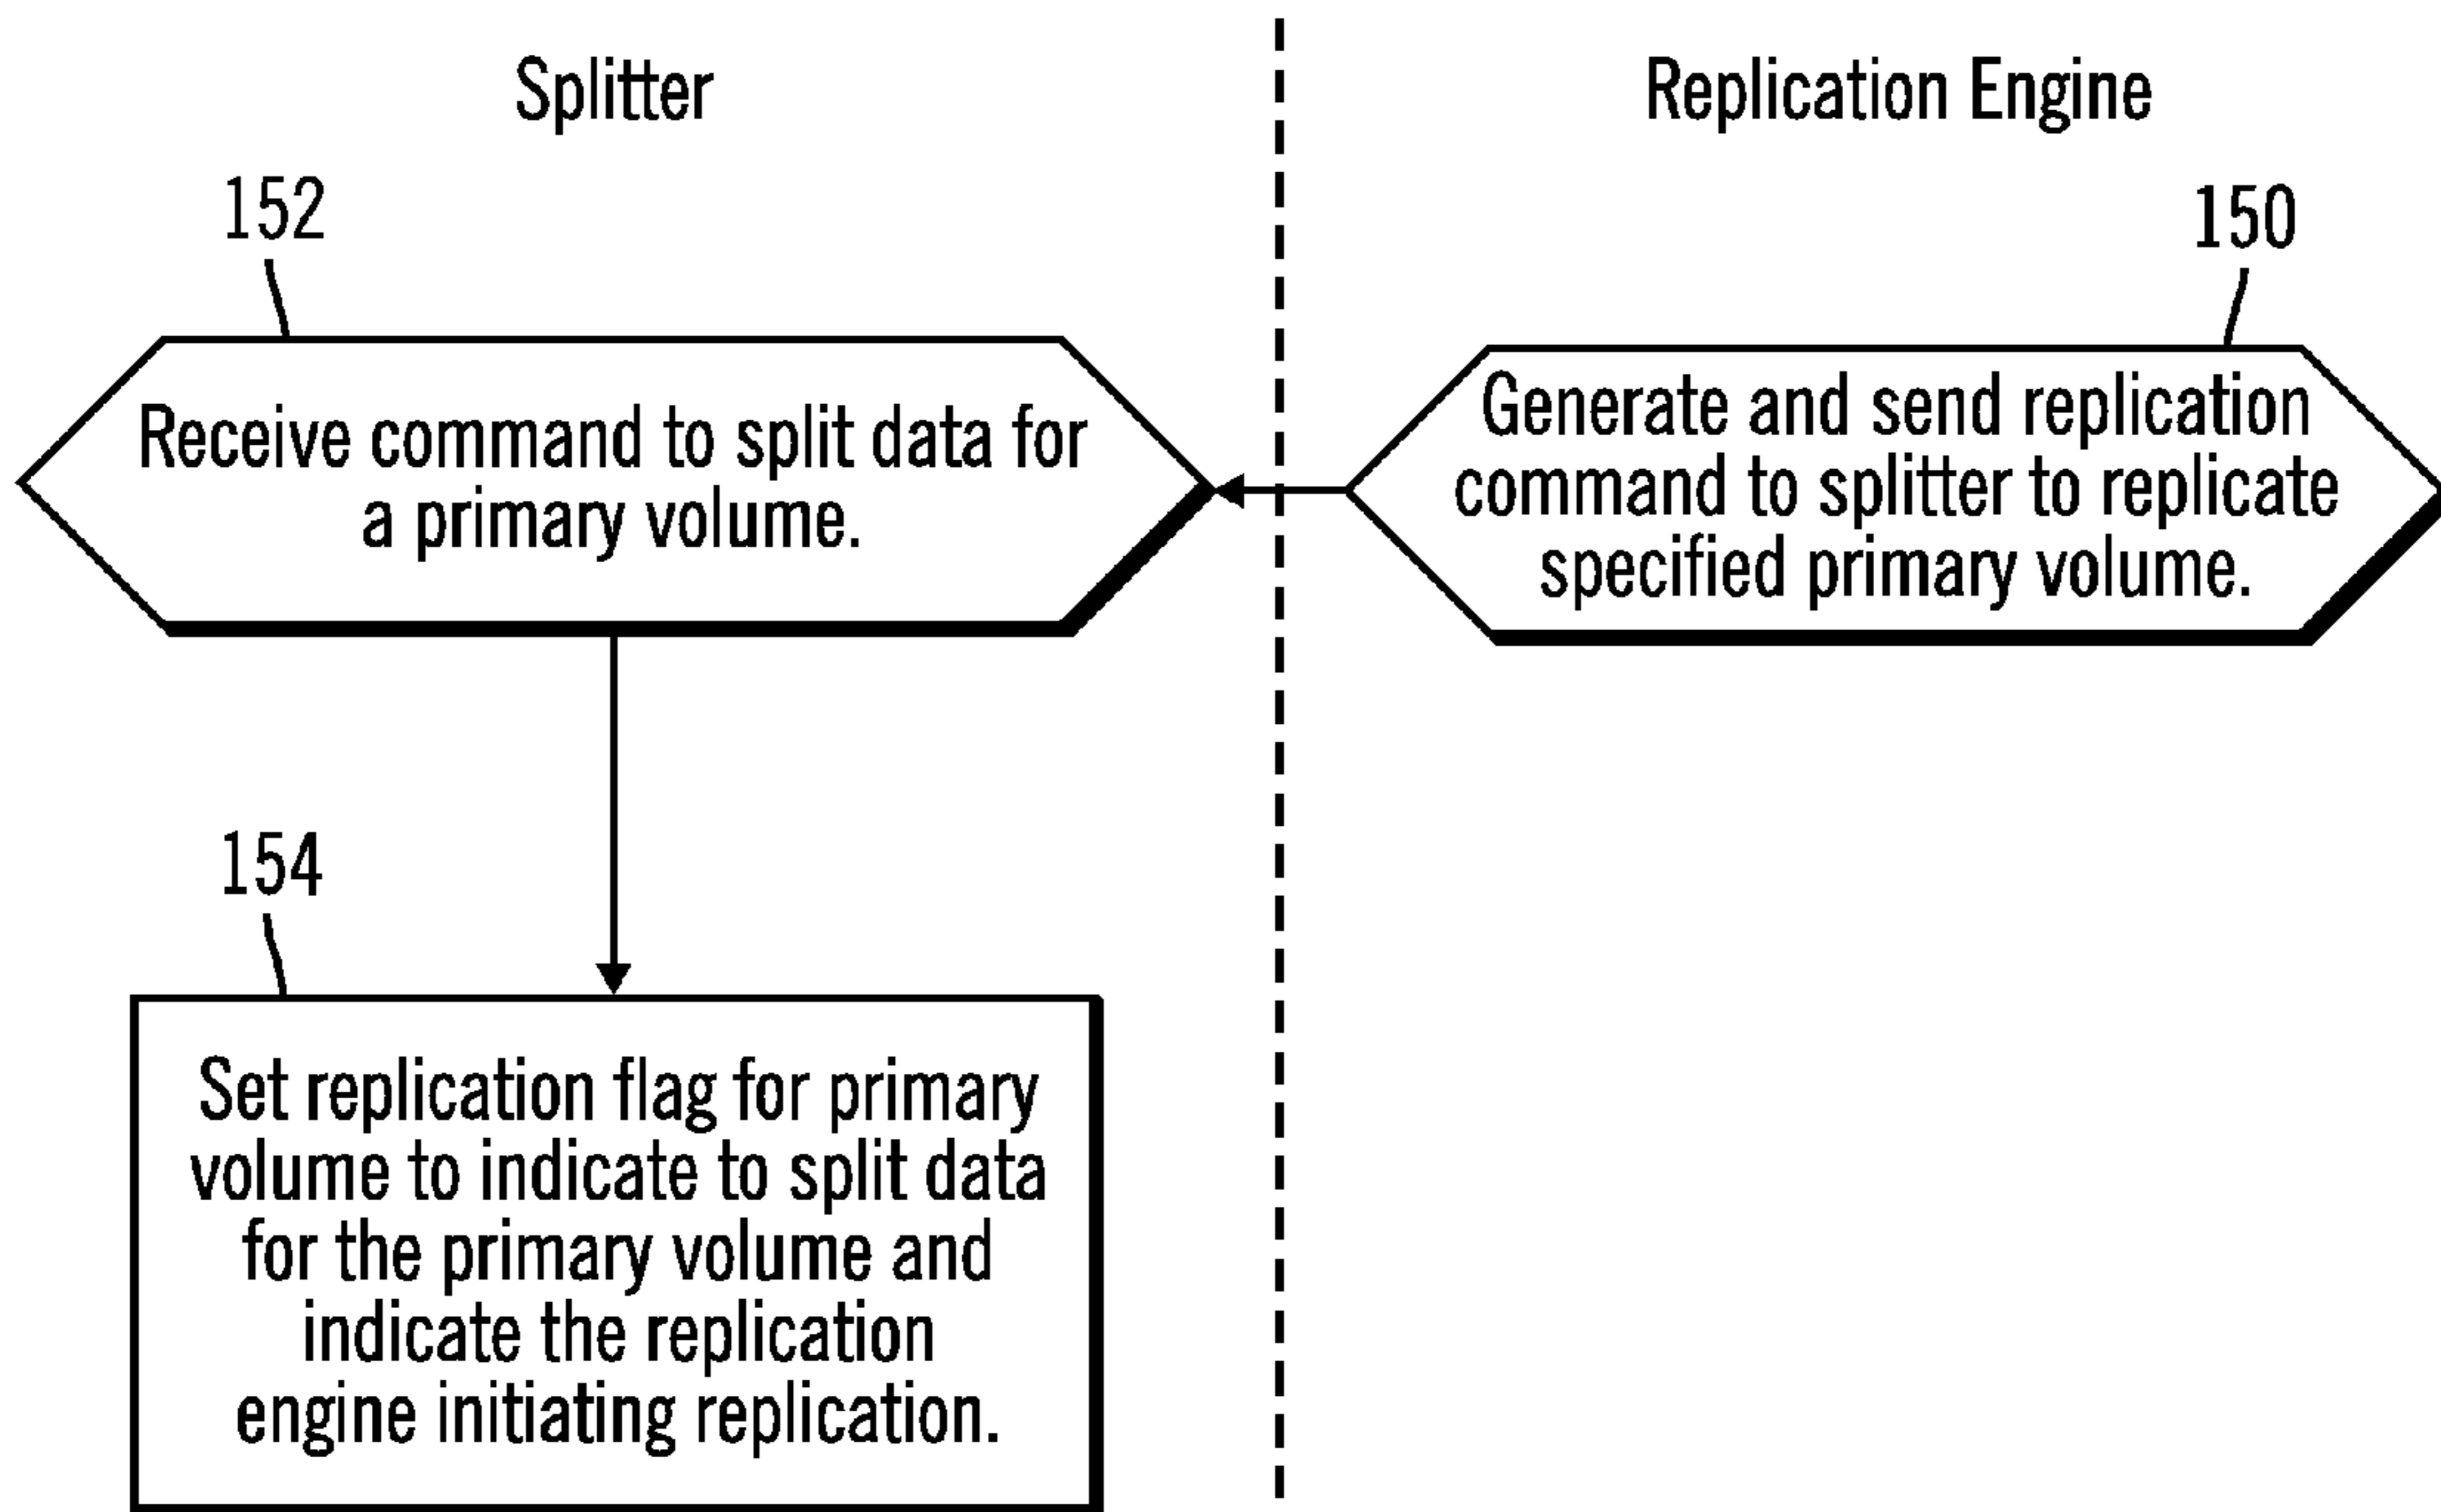 Splitter
Replication Engine
152
150
Receive command to split data for
a primary volume.
Generate and send replication
command to splitter to replicate
specified primary volume.
154
Set replication flag for primary
volume to indicate to split data
for the primary volume and
indicate the replication
engine initiating replication.